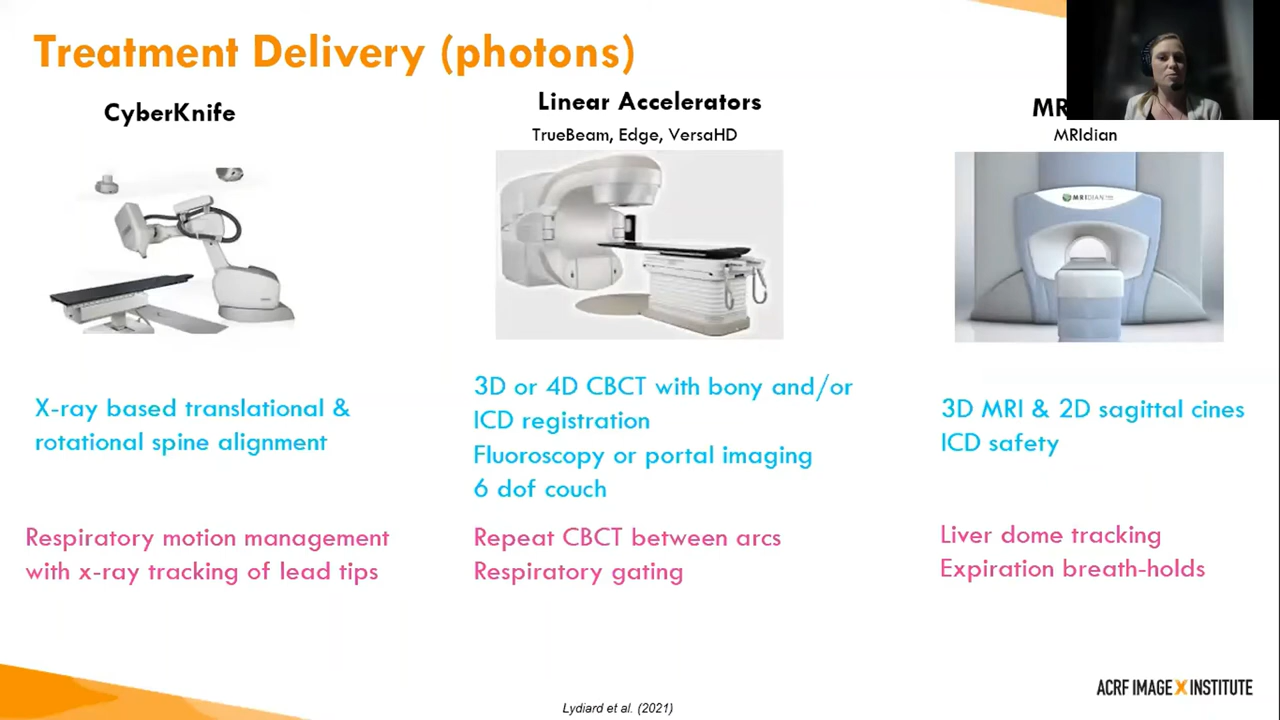 Treatment Delivery (photons)
CyberKnife
Linear Accelerators
TrueBeam, Edge, VersaHD
MR
MRIdian
MRIDIAN
X-ray based translational &
rotational spine alignment
3D or 4D CBCT with bony and/or
ICD registration
Fluoroscopy or portal imaging
6 dof couch
3D MRI & 2D sagittal cines
ICD safety
Respiratory motion management
with x-ray tracking of lead tips
Repeat CBCT between arcs
Respiratory gating
Liver dome tracking
Expiration breath-holds
Lydiard et al. (2021)
ACRF IMAGE X INSTITUTE